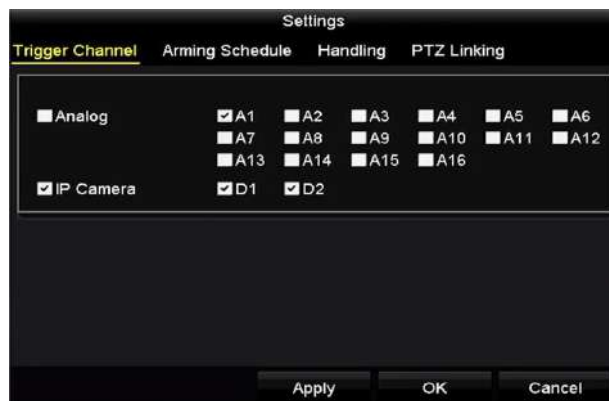 Settings
Trigger Channel Arming Schedule Handling PTZ Linking
Analog A1 A2 A3 A4 A5 A6
A7 A8 A9 A10 A11 A12
A13 A14 A15 A16
IP Camera D1 D2
Apply OK Cancel